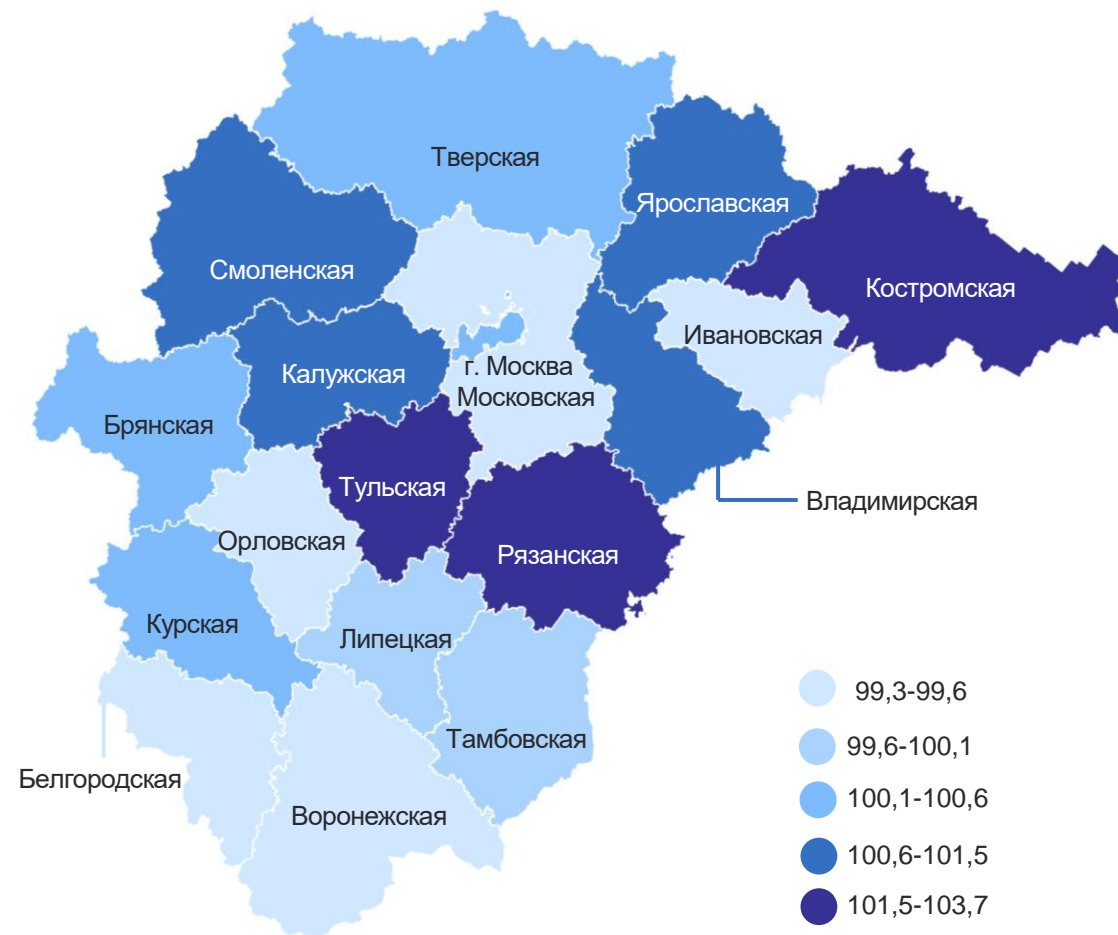 Тверская
Ярославская
Смоленская
Костромская
Ивановская
Калужская
г. Москва
Московская
Брянская
Тульская
Владимирская
Орловская
Рязанская
Курская
Липецкая
Тамбовская
Белгородская
Воронежская
99,3-99,6
99,6-100,1
100,1-100,6
100,6-101,5
101,5-103,7